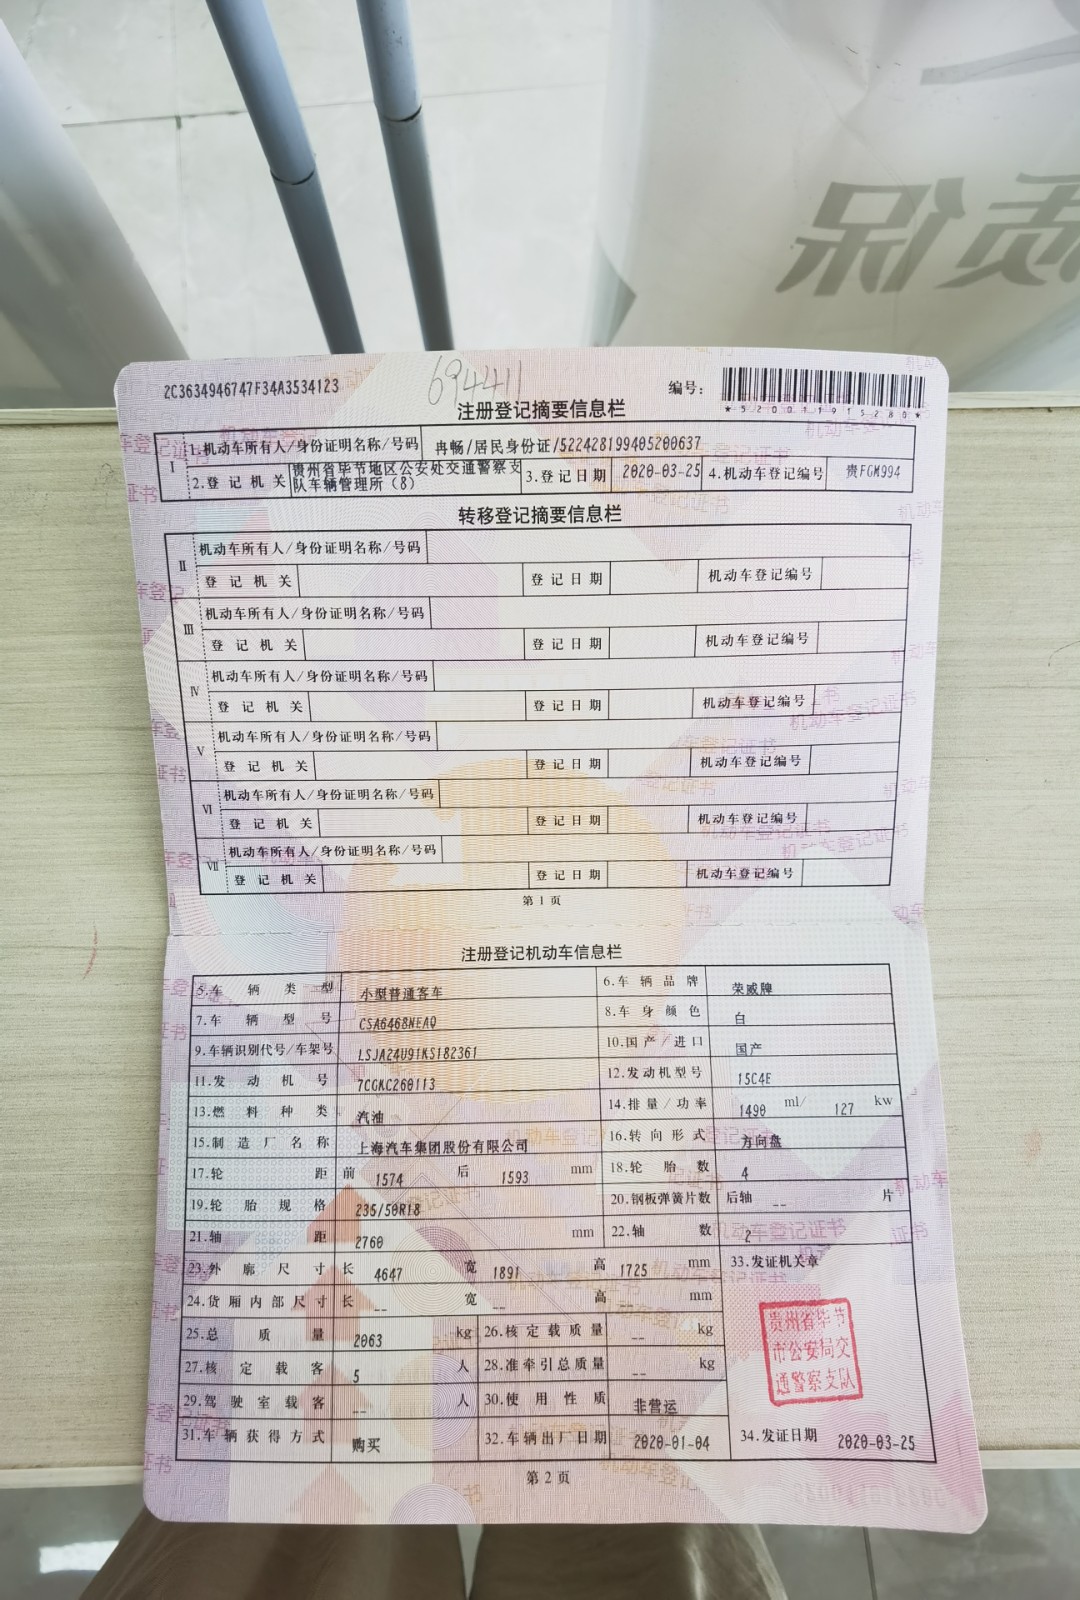 质保
2C3634946747F34A3534123
694411
编号：
*520011915280*
注册登记摘要信息栏
Ⅰ 1.机动车所有人/身份证明名称/号码 冉畅/居民身份证/522428199405200637
2.登记机关 贵州省毕节地区公安处交通警察支队车辆管理所（8） 3.登记日期 2020-03-25 4.机动车登记编号 贵FGM994
转移登记摘要信息栏
Ⅱ 机动车所有人/身份证明名称/号码
登记机关 登记日期 机动车登记编号
Ⅲ 机动车所有人/身份证明名称/号码
登记机关 登记日期 机动车登记编号
Ⅳ 机动车所有人/身份证明名称/号码
登记机关 登记日期 机动车登记编号
Ⅴ 机动车所有人/身份证明名称/号码
登记机关 登记日期 机动车登记编号
Ⅵ 机动车所有人/身份证明名称/号码
登记机关 登记日期 机动车登记编号
Ⅶ 机动车所有人/身份证明名称/号码
登记机关 登记日期 机动车登记编号
第1页
注册登记机动车信息栏
5.车辆类型 小型普通客车 6.车辆品牌 荣威牌
7.车辆型号 CSA6468NEAQ 8.车身颜色 白
9.车辆识别代号/车架号 LSJA24U91KS182361 10.国产/进口 国产
11.发动机号 7CGKC260113 12.发动机型号 15C4E
13.燃料种类 汽油 14.排量/功率 1490 ml/ 127 kw
15.制造厂名称 上海汽车集团股份有限公司 16.转向形式 方向盘
17.轮距 前 1574 后 1593 mm 18.轮胎数 4
19.轮胎规格 235/50R18 20.钢板弹簧片数 后轴 -- 片
21.轴距 2760 mm 22.轴数 2
23.外廓尺寸 长 4647 宽 1891 高 1725 mm 33.发证机关章
24.货厢内部尺寸 长 -- 宽 -- 高 -- mm
25.总质量 2063 kg 26.核定载质量 -- kg
27.核定载客 5 人 28.准牵引总质量 -- kg
贵州省毕节
市公安局交
通警察支队
29.驾驶室载客 -- 人 30.使用性质 非营运
31.车辆获得方式 购买 32.车辆出厂日期 2020-01-04 34.发证日期 2020-03-25
第2页